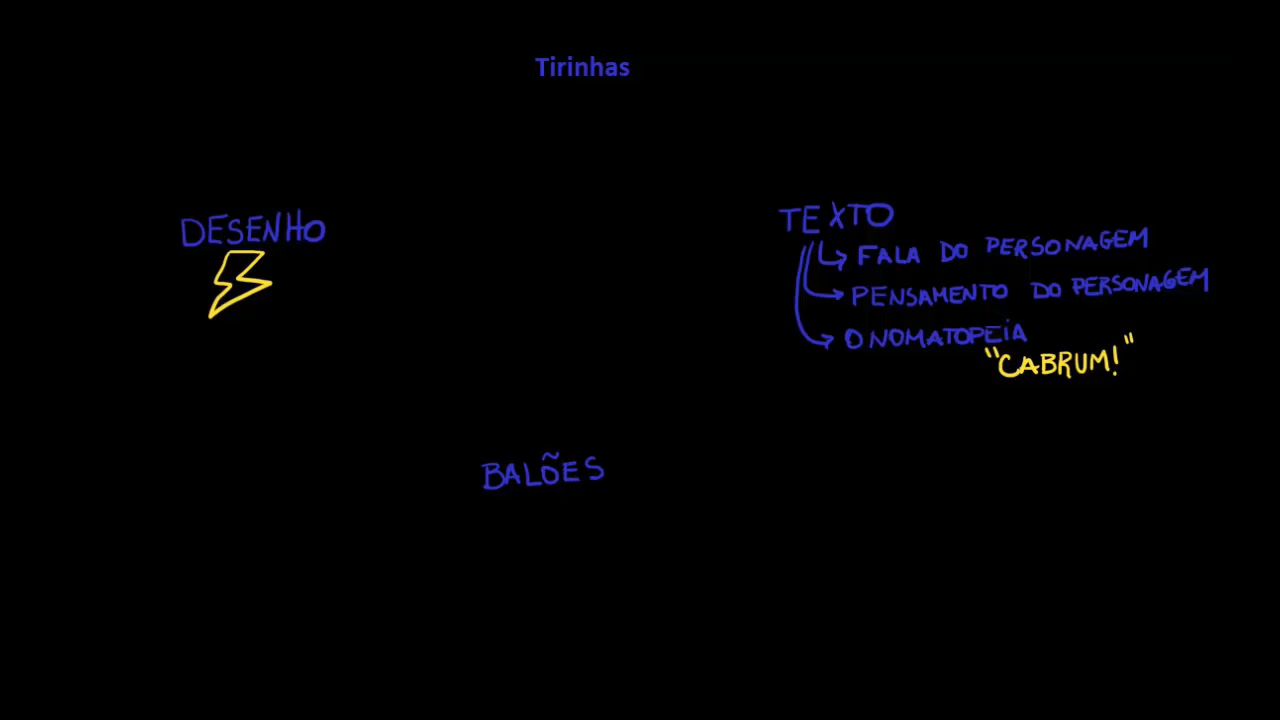 Tirinhas
DESENHO
TEXTO
FALA DO PERSONAGEM
PENSAMENTO DO PERSONAGEM
ONOMATOPEIA
"CABRUM!"
BALÕES